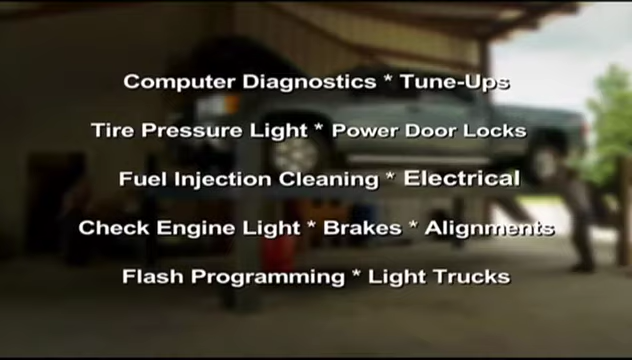 Computer Diagnostics * Tune-Ups
Tire Pressure Light * Power Door Locks
Fuel Injection Cleaning * Electrical
Check Engine Light * Brakes * Alignments
Flash Programming * Light Trucks